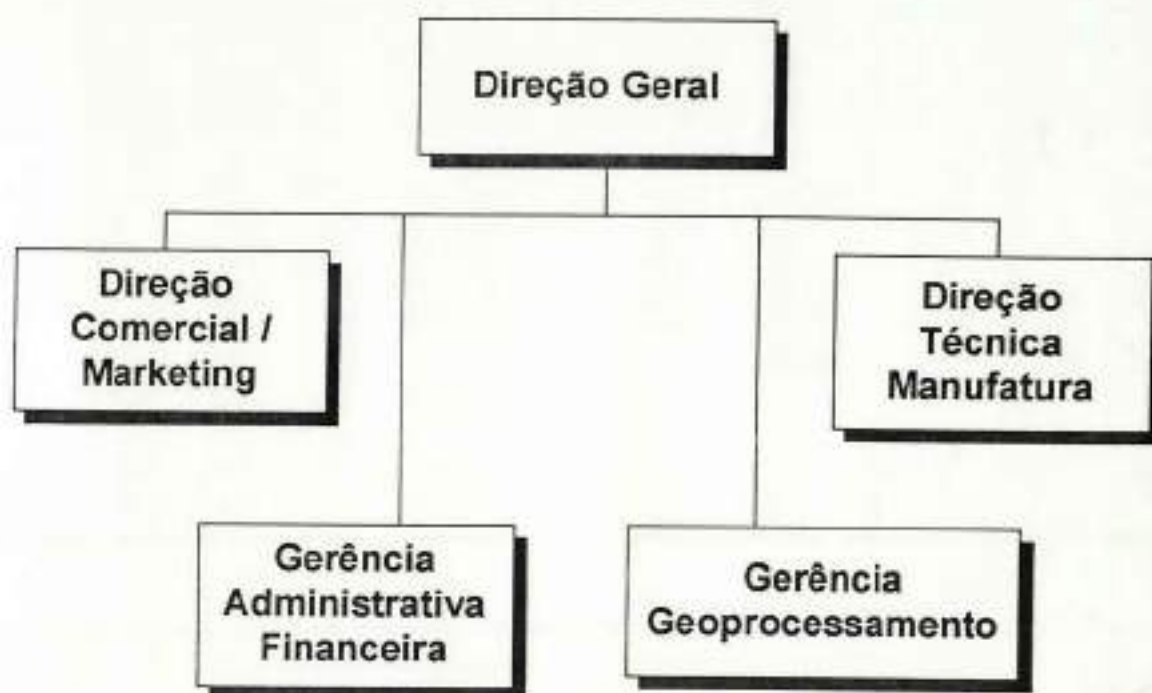 Direção Geral
Direção
Comercial /
Marketing
Direção
Técnica
Manufatura
Gerência
Administrativa
Financeira
Gerência
Geoprocessamento